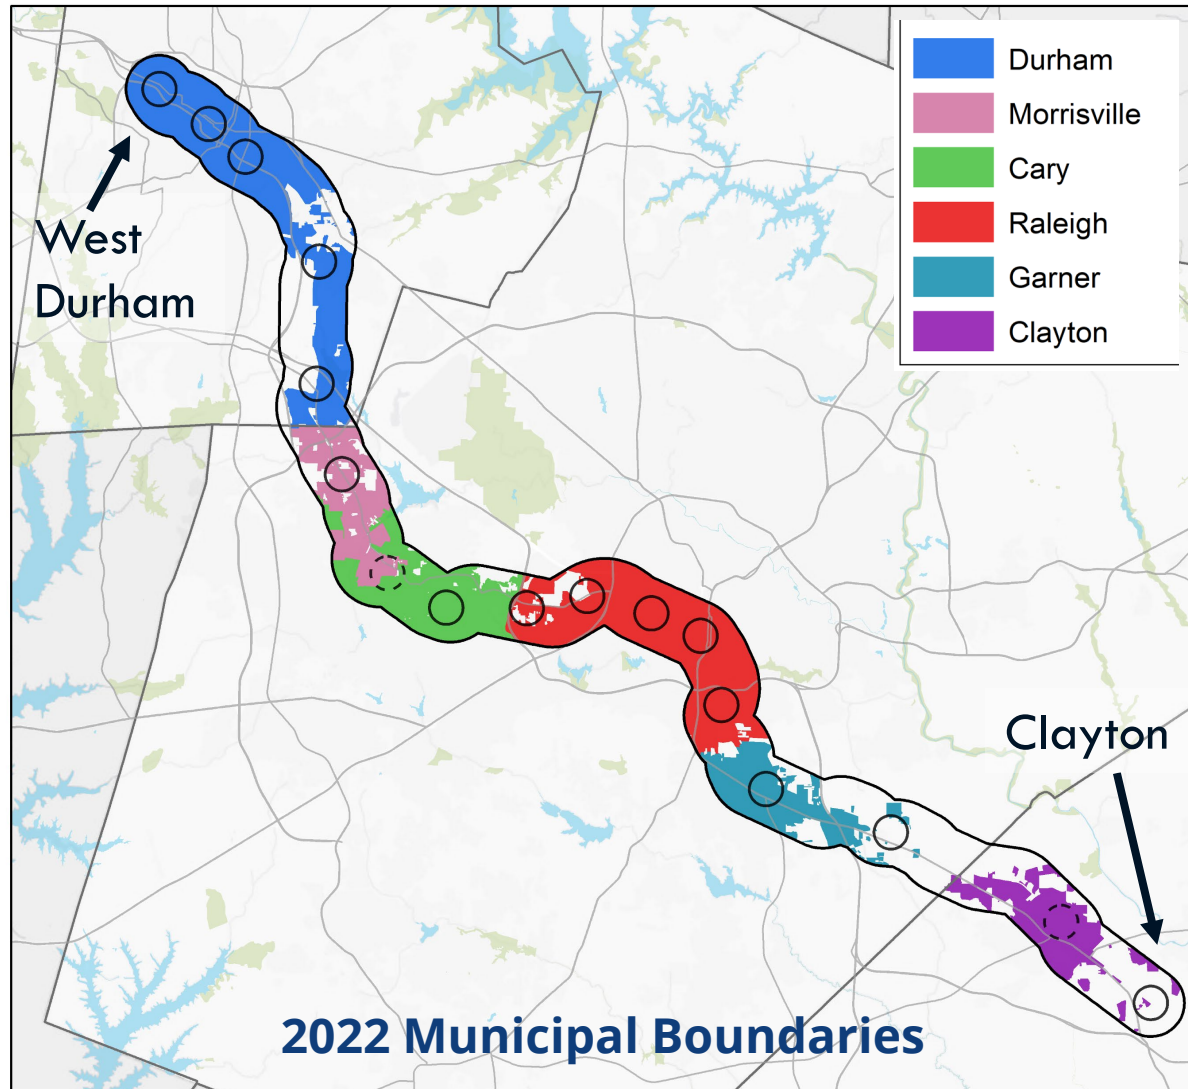 Durham
Morrisville
Cary
Raleigh
Garner
Clayton
West
Durham
Clayton
2022 Municipal Boundaries